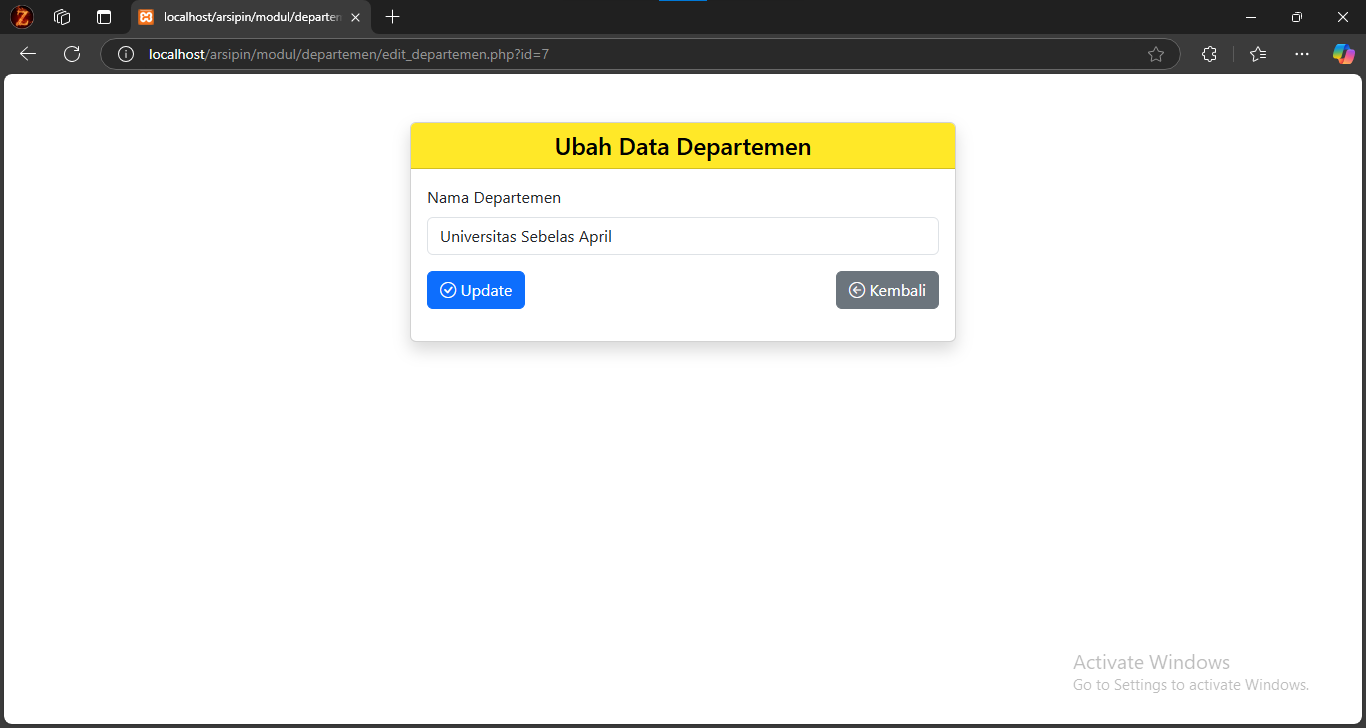 localhost/arsipin/modul/departen
localhost/arsipin/modul/departemen/edit_departemen.php?id=7
Ubah Data Departemen
Nama Departemen
Universitas Sebelas April
Update
Kembali
Activate Windows
Go to Settings to activate Windows.